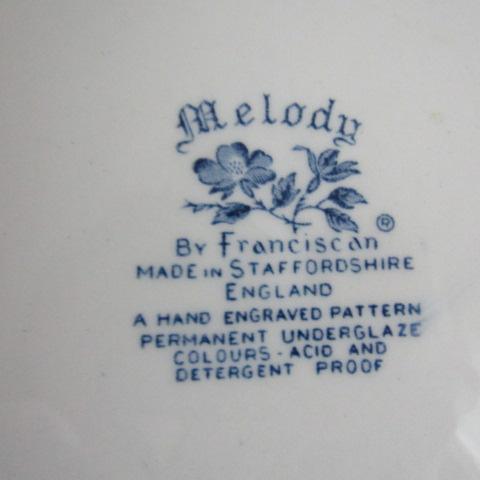 Melody
®
By Franciscan
MADE IN STAFFORDSHIRE
ENGLAND
A HAND ENGRAVED PATTERN
PERMANENT UNDERGLAZE
COLOURS - ACID AND
DETERGENT PROOF